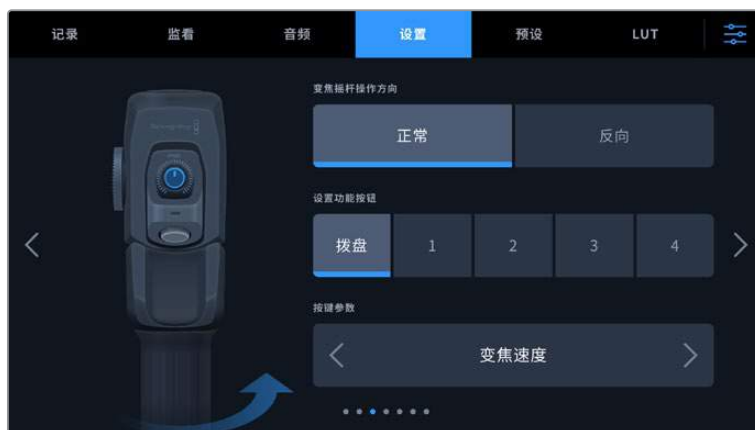 记录 监看 音频 设置 预设 LUT
变焦摇杆操作方向
正常 反向
设置功能按钮
拨盘 1 2 3 4
按键参数
变焦速度